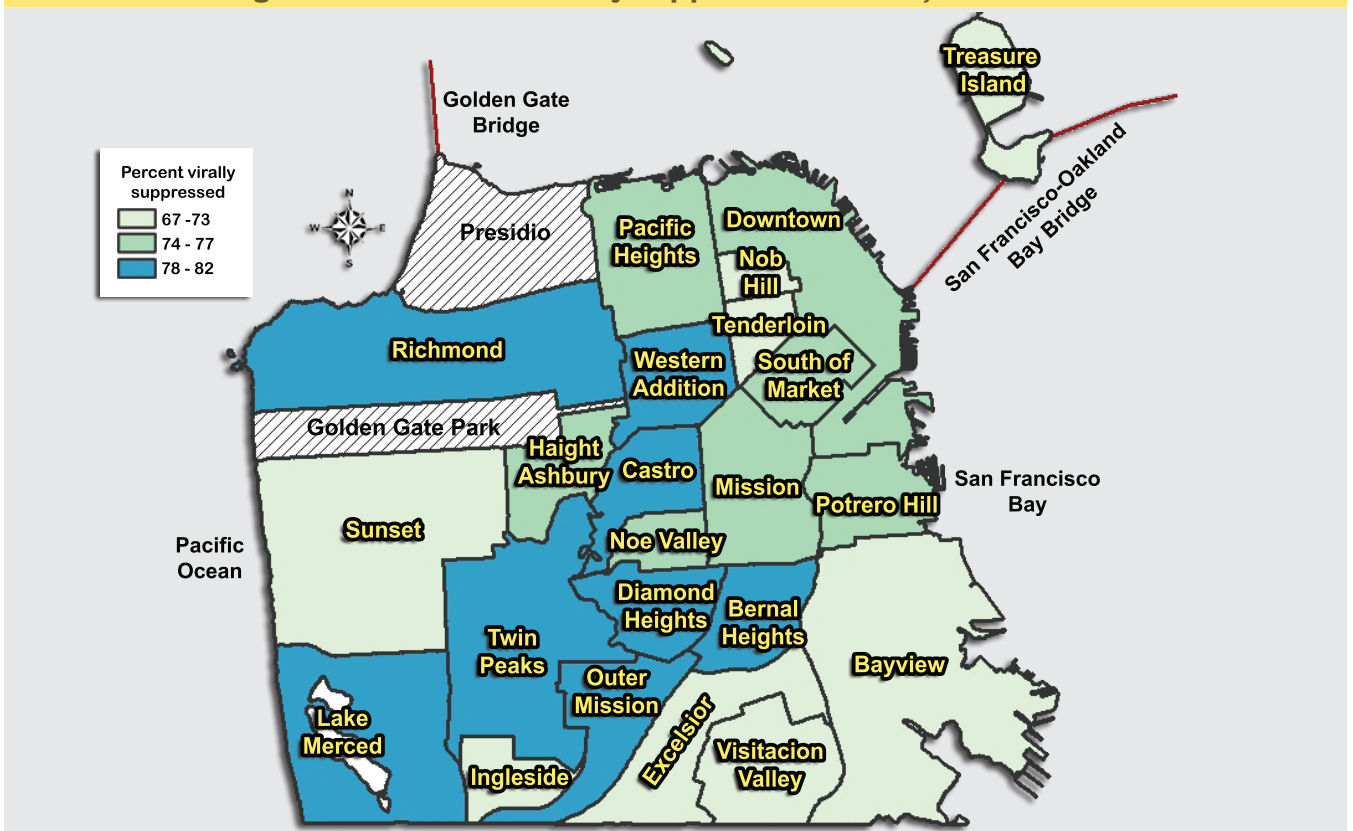 Treasure
Island
Golden Gate
Bridge
San Francisco-Oakland
Bay Bridge
Percent virally
suppressed
67 -73
74 - 77
78 - 82
N
W
E
S
Presidio
Pacific
Heights
Downtown
Nob
Hill
Tenderloin
Richmond
Western
Addition
South of
Market
Golden Gate Park
Haight
Ashbury
Castro
Mission
Potrero Hill
San Francisco
Bay
Sunset
Noe Valley
Pacific
Ocean
Diamond
Heights
Bernal
Heights
Twin
Peaks
Bayview
Outer
Mission
Lake
Merced
Excelsior
Visitacion
Valley
Ingleside